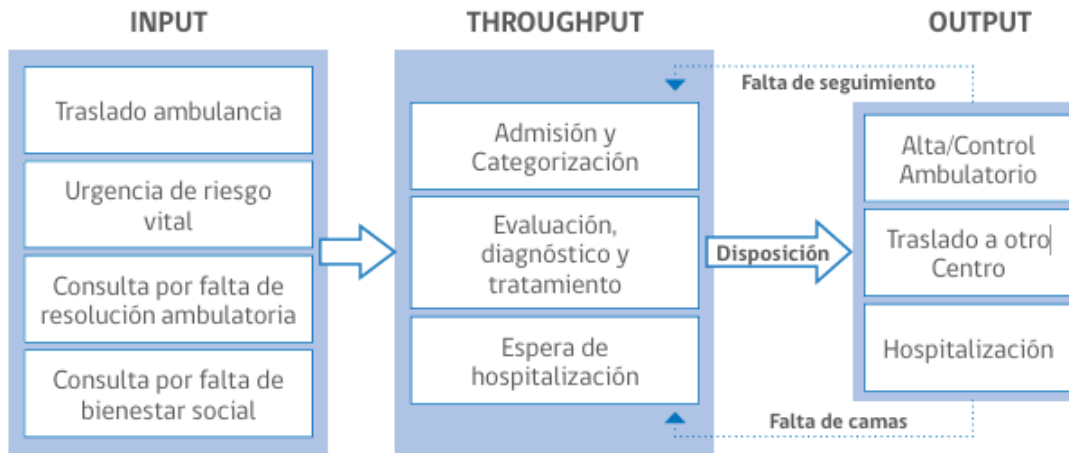 INPUT
Traslado ambulancia
Urgencia de riesgo
vital
Consulta por falta de
resolución ambulatoria
Consulta por falta de
bienestar social
THROUGHPUT
Admisión y
Categorización
Evaluación,
diagnóstico y
tratamiento
Espera de
hospitalización
Disposición
OUTPUT
Falta de seguimiento
Alta/Control
Ambulatorio
Traslado a otro
Centro
Hospitalización
Falta de camas